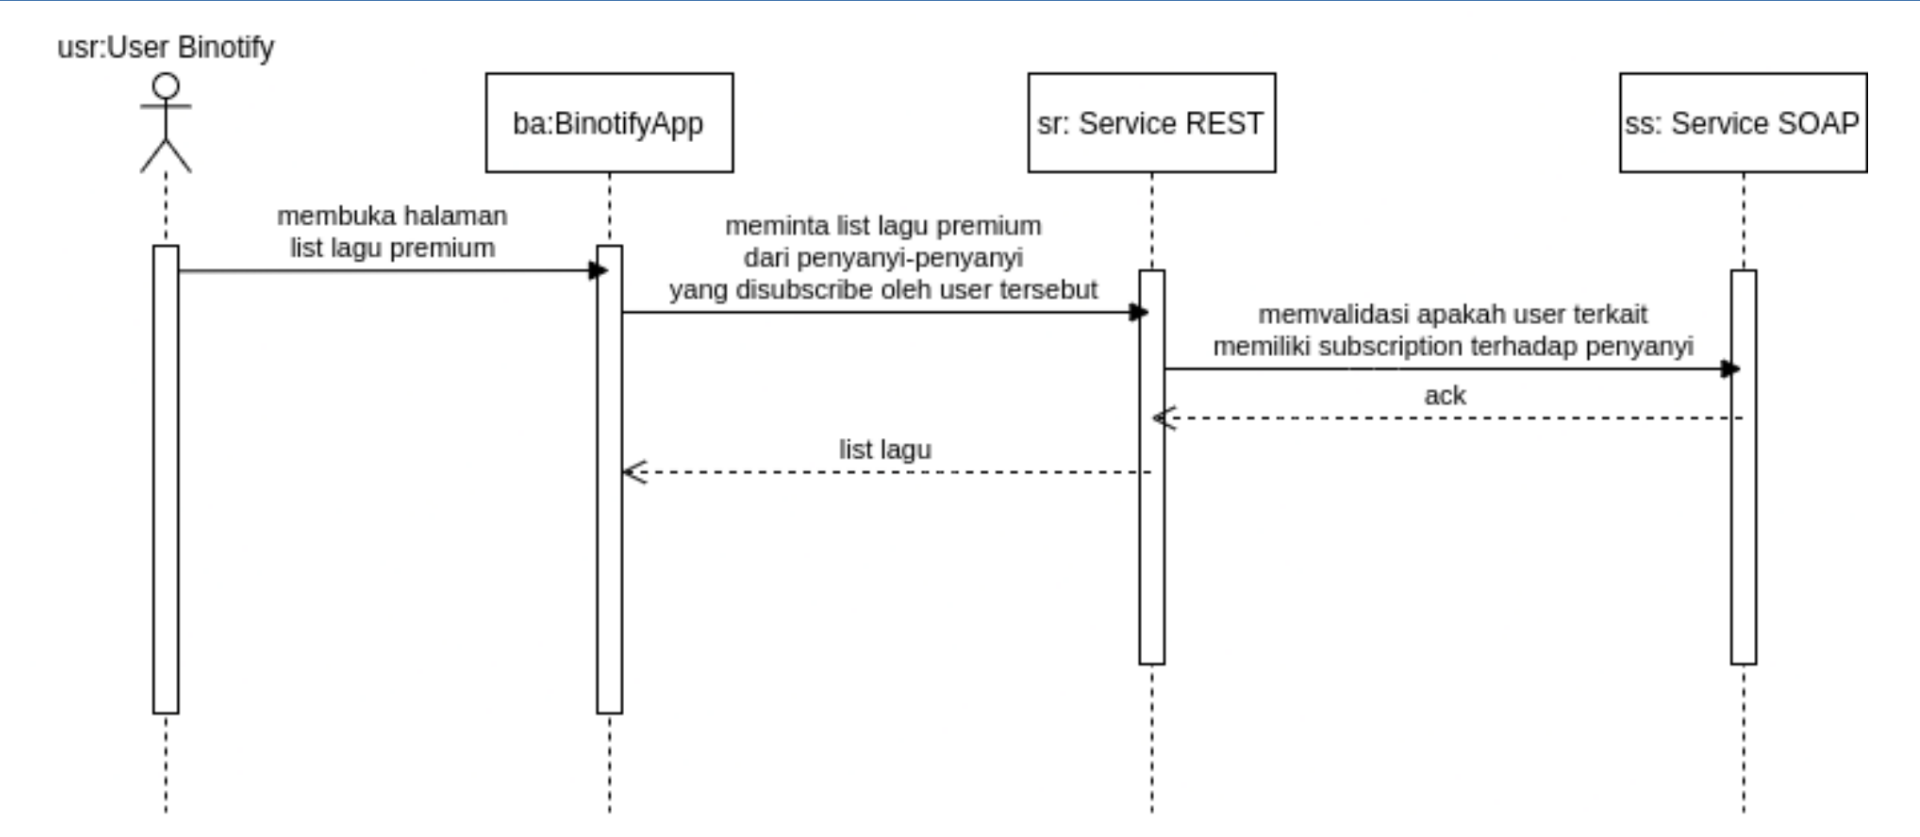 usr:User Binotify
ba:BinotifyApp
sr: Service REST
ss: Service SOAP
membuka halaman
list lagu premium
meminta list lagu premium
dari penyanyi-penyanyi
yang disubscribe oleh user tersebut
memvalidasi apakah user terkait
memiliki subscription terhadap penyanyi
ack
list lagu